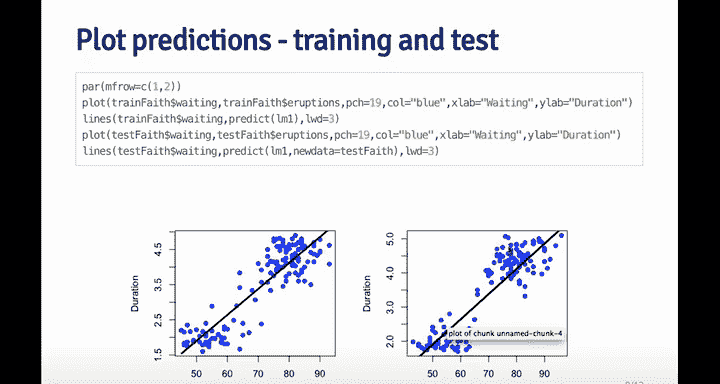 Plot predictions - training and test
par(mfrow=c(1,2))
plot(trainFaith$waiting,trainFaith$eruptions,pch=19,col="blue",xlab="Waiting",ylab="Duration")
lines(trainFaith$waiting,predict(lm1),lwd=3)
plot(testFaith$waiting,testFaith$eruptions,pch=19,col="blue",xlab="Waiting",ylab="Duration")
lines(testFaith$waiting,predict(lm1,newdata=testFaith),lwd=3)
Duration
1.5 2.5 3.5 4.5
50 60 70 80 90
Duration
2.0 3.0 4.0 5.0
plot of chunk unnamed-chunk-4
50 60 70 80 90